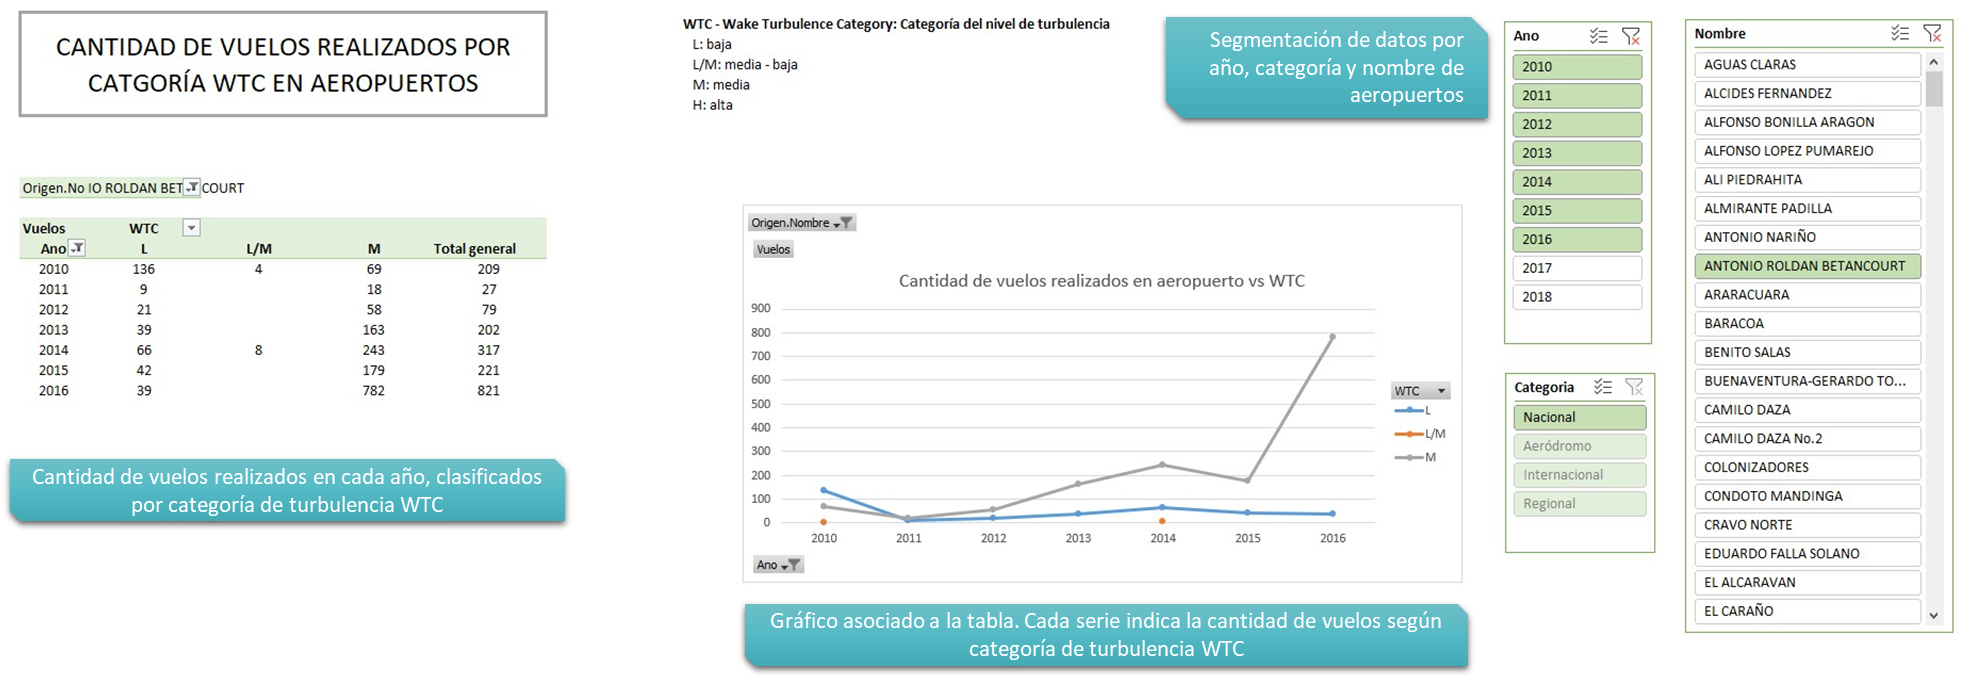 CANTIDAD DE VUELOS REALIZADOS POR
CATGORÍA WTC EN AEROPUERTOS
WTC - Wake Turbulence Category: Categoría del nivel de turbulencia
L: baja
L/M: media - baja
M: media
H: alta
Segmentación de datos por
año, categoría y nombre de
aeropuertos
Origen.No IO ROLDAN BET COURT
Vuelos WTC
Ano L L/M M Total general
2010 136 4 69 209
2011 9 18 27
2012 21 58 79
2013 39 163 202
2014 66 8 243 317
2015 42 179 221
2016 39 782 821
Cantidad de vuelos realizados en cada año, clasificados
por categoría de turbulencia WTC
Origen.Nombre
Vuelos
Cantidad de vuelos realizados en aeropuerto vs WTC
900
800
700
600
500
400
300
200
100
0
2010 2011 2012 2013 2014 2015 2016
WTC
L
L/M
M
Ano
Gráfico asociado a la tabla. Cada serie indica la cantidad de vuelos según
categoría de turbulencia WTC
Ano
2010
2011
2012
2013
2014
2015
2016
2017
2018
Categoria
Nacional
Aeródromo
Internacional
Regional
Nombre
AGUAS CLARAS
ALCIDES FERNANDEZ
ALFONSO BONILLA ARAGON
ALFONSO LOPEZ PUMAREJO
ALI PIEDRAHITA
ALMIRANTE PADILLA
ANTONIO NARIÑO
ANTONIO ROLDAN BETANCOURT
ARARACUARA
BARACOA
BENITO SALAS
BUENAVENTURA-GERARDO TO...
CAMILO DAZA
CAMILO DAZA No.2
COLONIZADORES
CONDOTO MANDINGA
CRAVO NORTE
EDUARDO FALLA SOLANO
EL ALCARAVAN
EL CARAÑO